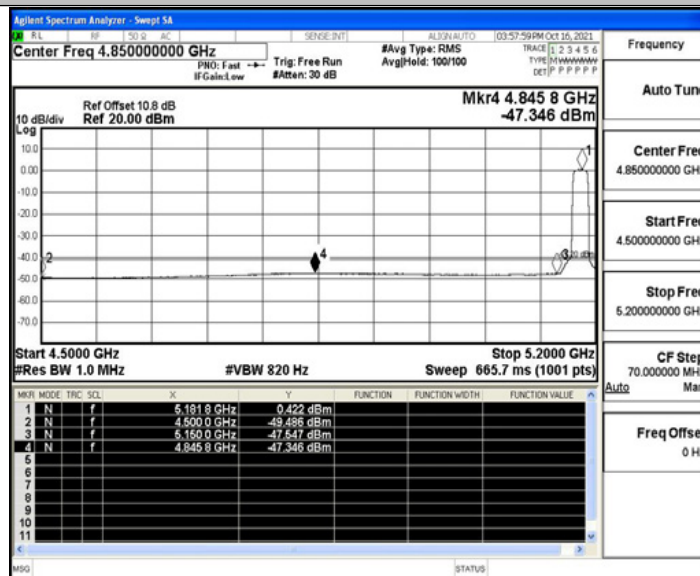 Agilent Spectrum Analyzer - Swept SA
RL RF 50 Ω AC SENSE:INT ALIGN AUTO 03:57:59 PM Oct 16, 2021
Center Freq 4.850000000 GHz
PNO: Fast
IFGain:Low
Trig: Free Run
#Atten: 30 dB
#Avg Type: RMS
Avg|Hold: 100/100
TRACE 1 2 3 4 5 6
TYPE M WWWWW
DET P P P P P P
Frequency
Auto Tune
Center Freq
4.850000000 GHz
Start Freq
4.500000000 GHz
Stop Freq
5.200000000 GHz
CF Step
70.000000 MHz
Auto Man
Freq Offset
0 Hz
Mkr4 4.845 8 GHz
-47.346 dBm
Ref Offset 10.8 dB
10 dB/div Ref 20.00 dBm
Log
10.0
0.00
-10.0
-20.0
-30.0
-40.0
-50.0
-60.0
-70.0
1
2
3
4
Start 4.5000 GHz Stop 5.2000 GHz
#Res BW 1.0 MHz #VBW 820 Hz Sweep 665.7 ms (1001 pts)
MKR MODE TRC SCL X Y FUNCTION FUNCTION WIDTH FUNCTION VALUE
1 N f 5.181 8 GHz 0.422 dBm
2 N f 4.500 0 GHz -49.486 dBm
3 N f 5.150 0 GHz -47.547 dBm
4 N f 4.845 8 GHz -47.346 dBm
5
6
7
8
9
10
11
MSG STATUS